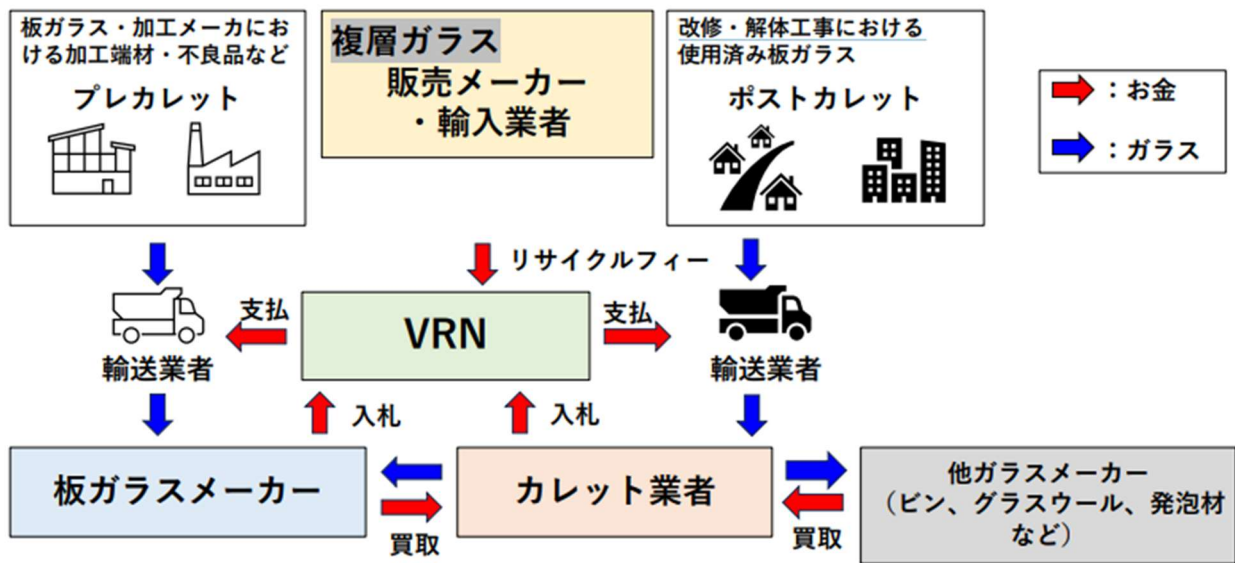 板ガラス・加工メーカにお
ける加工端材・不良品など
プレカレット
複層ガラス
販売メーカー
・輸入業者
改修・解体工事における
使用済み板ガラス
ポストカレット
：お金
：ガラス
リサイクルフィー
支払
VRN
支払
輸送業者
輸送業者
入札
入札
板ガラスメーカー
カレット業者
他ガラスメーカー
（ビン、グラスウール、発泡材
など）
買取
買取